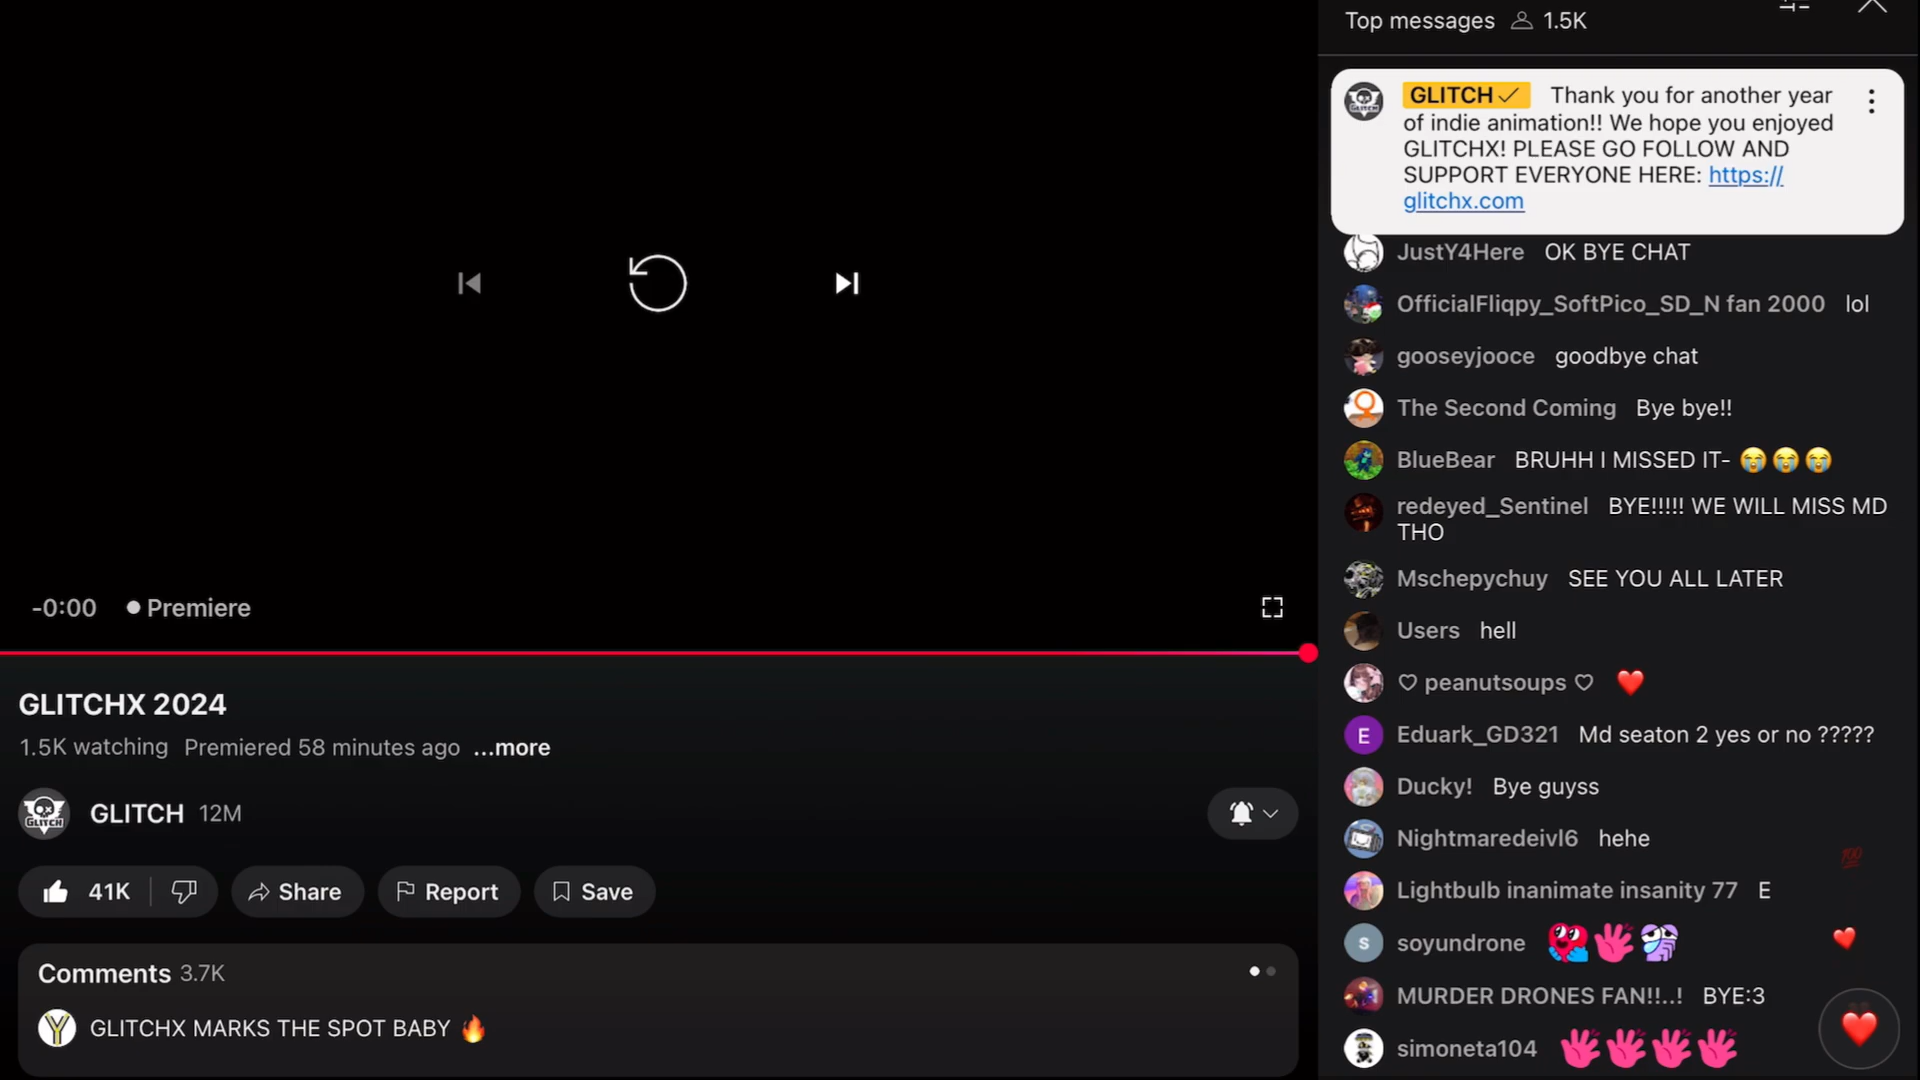 Top messages 1.5K
GLITCH✓ Thank you for another year
of indie animation!! We hope you enjoyed
GLITCHX! PLEASE GO FOLLOW AND
SUPPORT EVERYONE HERE: https://
glitchx.com
JustY4Here OK BYE CHAT
OfficialFliqpy_SoftPico_SD_N fan 2000 lol
gooseyjooce goodbye chat
The Second Coming Bye bye!!
BlueBear BRUHH I MISSED IT- 😭😭😭
redeyed_Sentinel BYE!!!!! WE WILL MISS MD
THO
Mschepychuy SEE YOU ALL LATER
Users hell
♡ peanutsoups ♡ ❤️
E Eduark_GD321 Md seaton 2 yes or no ?????
Ducky! Bye guyss
Nightmaredeivl6 hehe
Lightbulb inanimate insanity 77 E
s soyundrone
MURDER DRONES FAN!!..! BYE:3
simoneta104
-0:00 ● Premiere
GLITCHX 2024
1.5K watching Premiered 58 minutes ago ...more
GLITCH 12M
41K Share Report Save
Comments 3.7K
GLITCHX MARKS THE SPOT BABY 🔥